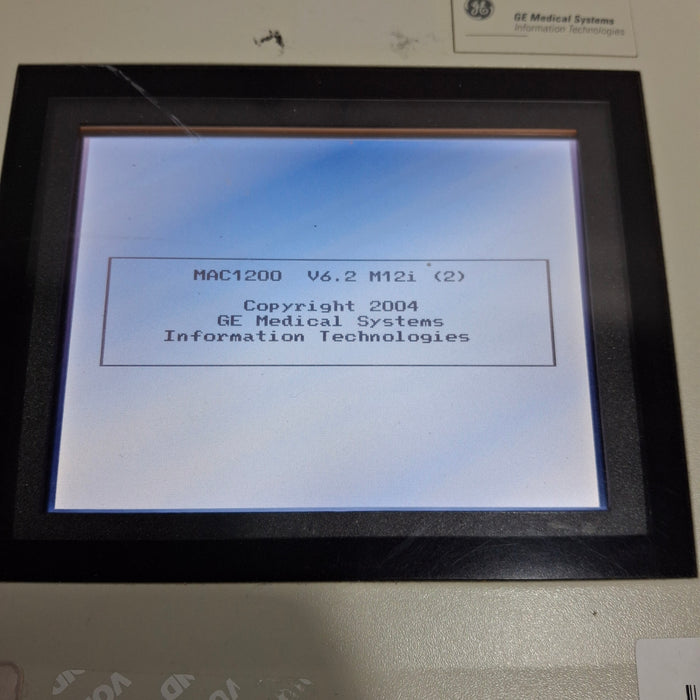 GE Medical Systems
Information Technologies
MAC1200 V6.2 M12i (2)
Copyright 2004
GE Medical Systems
Information Technologies